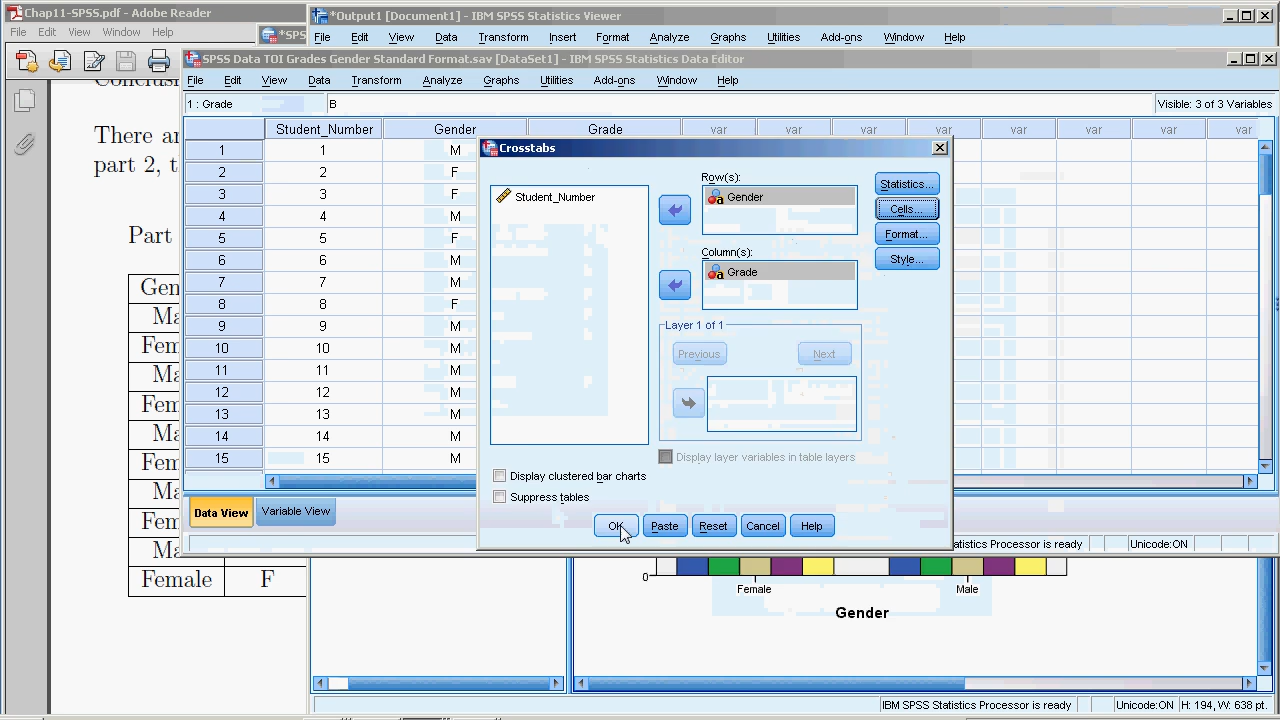 Chap11-SPSS.pdf - Adobe Reader
File Edit View Window Help
*SPS
*Output1 [Document1] - IBM SPSS Statistics Viewer
File Edit View Data Transform Insert Format Analyze Graphs Utilities Add-ons Window Help
SPSS Data TOI Grades Gender Standard Format.sav [DataSet1] - IBM SPSS Statistics Data Editor
File Edit View Data Transform Analyze Graphs Utilities Add-ons Window Help
1 : Grade B Visible: 3 of 3 Variables
Student_Number Gender Grade var var var var var var var var
1 1 M
2 2 F
3 3 F
4 4 M
5 5 F
6 6 M
7 7 M
8 8 F
9 9 M
10 10 M
11 11 M
12 12 M
13 13 M
14 14 M
15 15 M
Data View Variable View
atistics Processor is ready Unicode:ON
Crosstabs
Student_Number
Row(s):
Gender
Column(s):
Grade
Layer 1 of 1
Previous Next
Display layer variables in table layers
Statistics...
Cells...
Format...
Style...
Display clustered bar charts
Suppress tables
OK Paste Reset Cancel Help
There ar
part 2, t
Part
Gen
Ma
Fem
Ma
Fem
Ma
Fem
Ma
Fem
Ma
Female F
0
Female Male
Gender
IBM SPSS Statistics Processor is ready Unicode:ON H: 194, W: 638 pt.